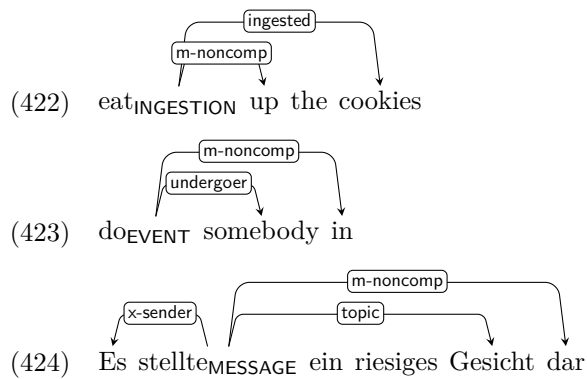 ingested
m-noncomp
(422) eatINGESTION up the cookies
m-noncomp
undergoer
(423) doEVENT somebody in
m-noncomp
x-sender topic
(424) Es stellteMESSAGE ein riesiges Gesicht dar